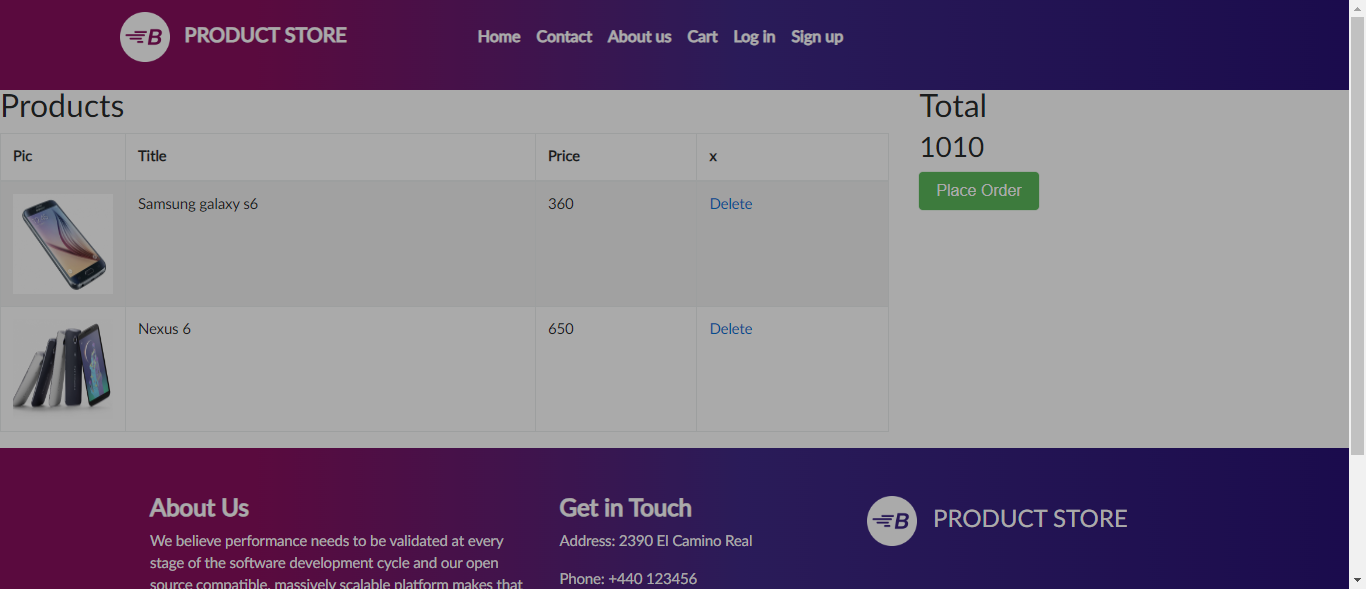 B PRODUCT STORE
Home Contact About us Cart Log in Sign up
Products
Pic Title Price x
Samsung galaxy s6 360 Delete
Nexus 6 650 Delete
Total
1010
Place Order
About Us
We believe performance needs to be validated at every
stage of the software development cycle and our open
source compatible, massively scalable platform makes that
Get in Touch
Address: 2390 El Camino Real
Phone: +440 123456
B PRODUCT STORE